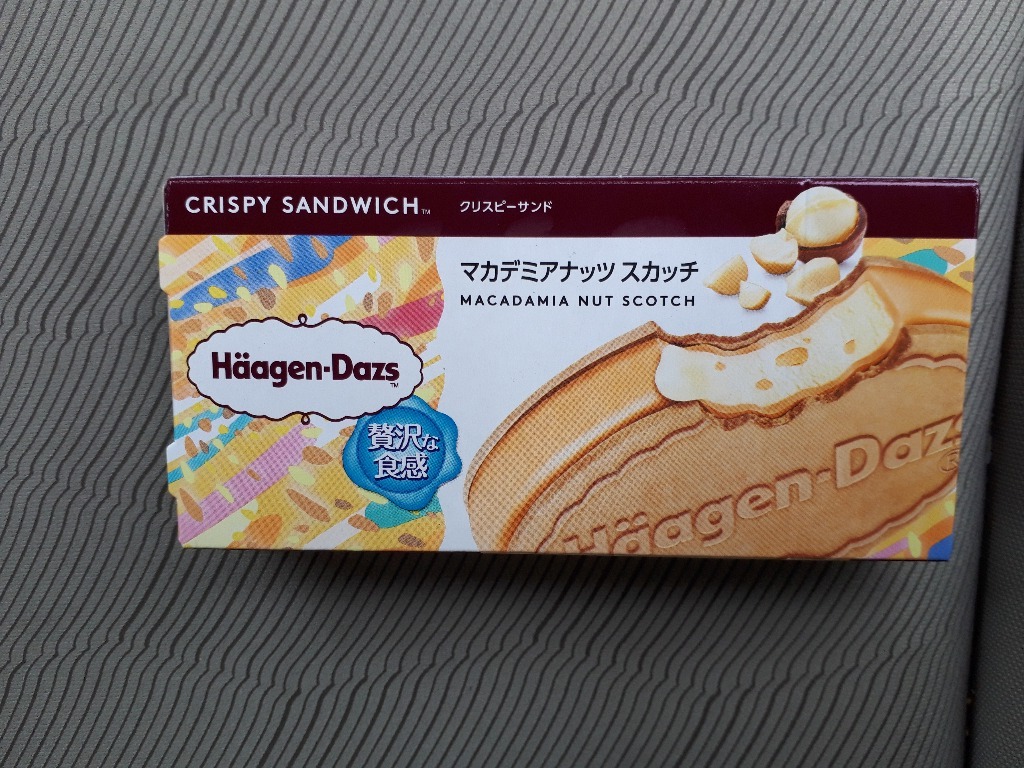 CRISPY SANDWICH™ クリスピーサンド
マカデミアナッツ スカッチ
MACADAMIA NUT SCOTCH
Häagen-Dazs™
贅沢な
食感
Häagen-Dazs®